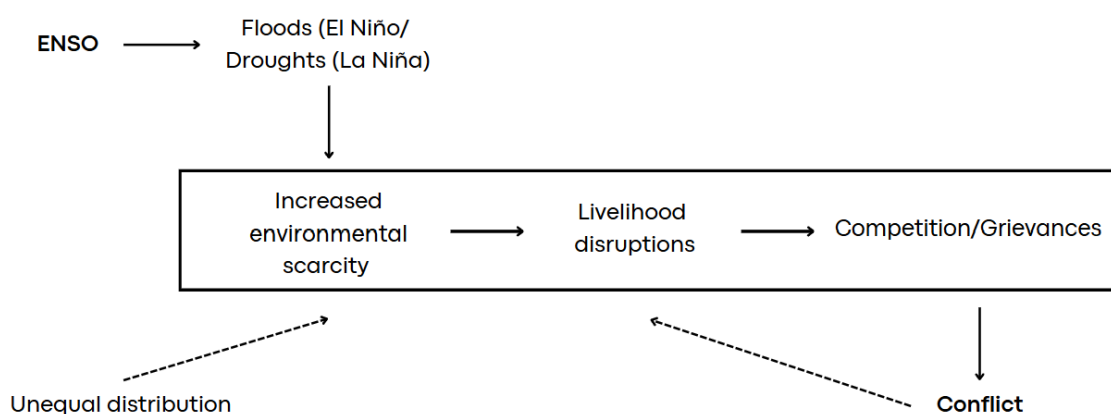 ENSO
Floods (El Niño/
Droughts (La Niña)
Increased
environmental
scarcity
Livelihood
disruptions
Competition/Grievances
Unequal distribution
Conflict